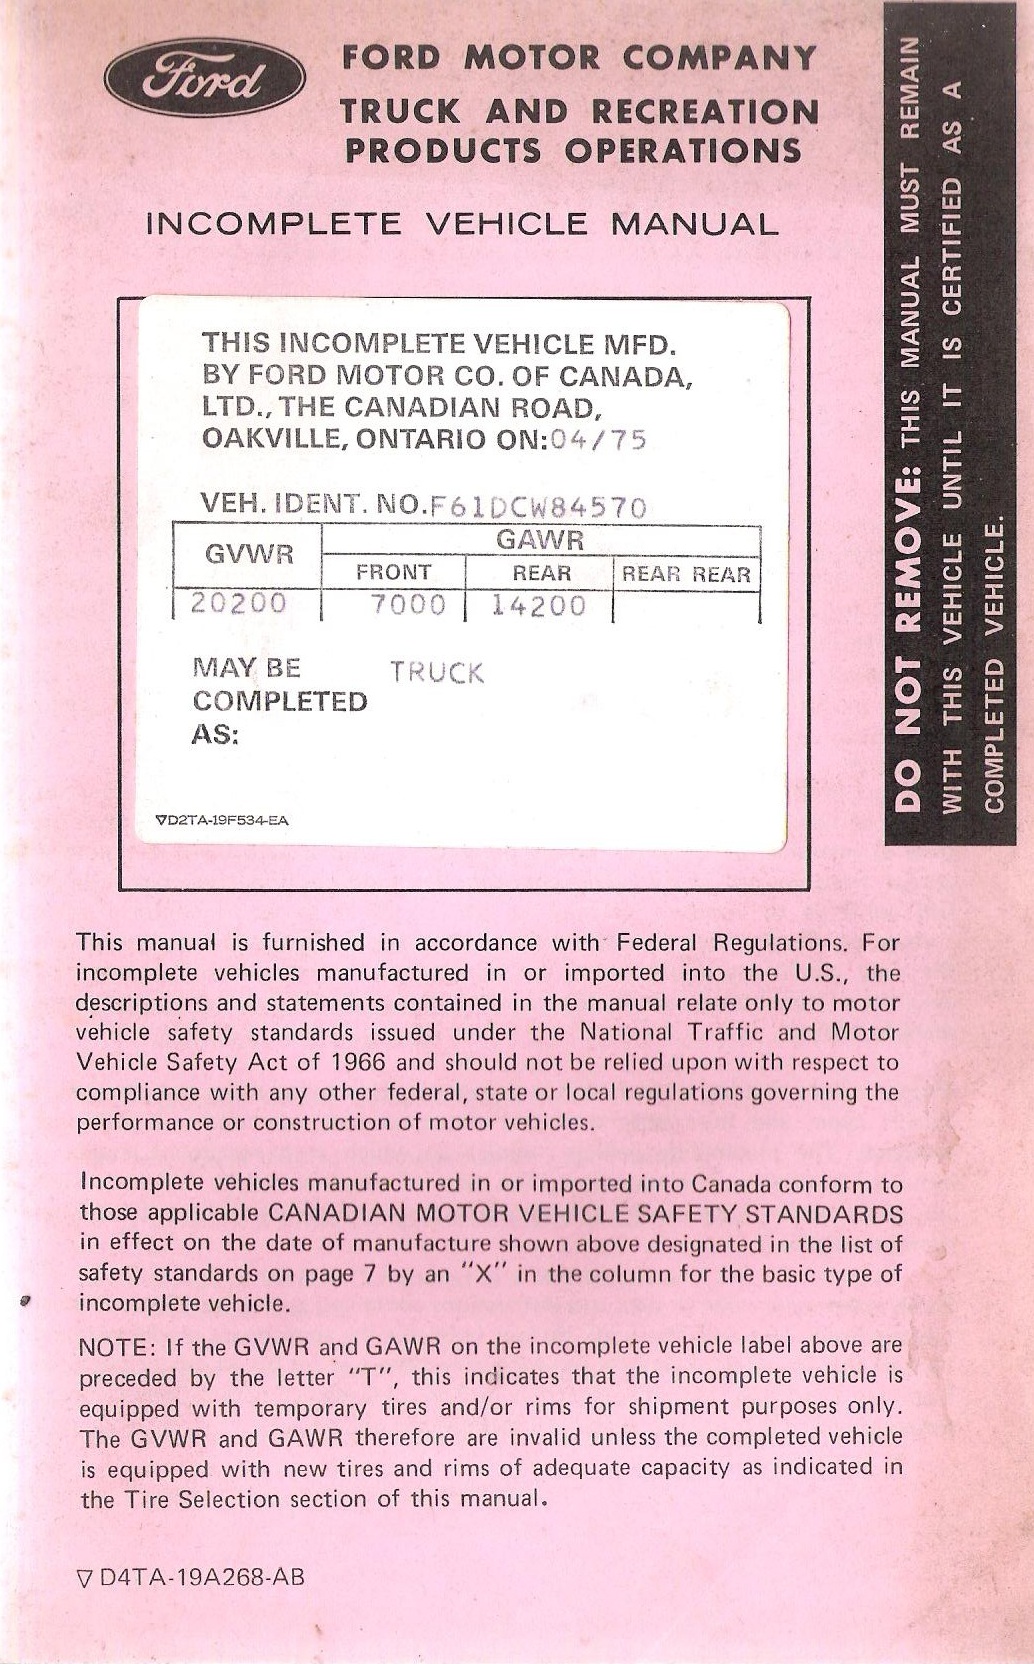 Ford
FORD MOTOR COMPANY
TRUCK AND RECREATION
PRODUCTS OPERATIONS
INCOMPLETE VEHICLE MANUAL
DO NOT REMOVE: THIS MANUAL MUST REMAIN
WITH THIS VEHICLE UNTIL IT IS CERTIFIED AS A
COMPLETED VEHICLE.
THIS INCOMPLETE VEHICLE MFD.
BY FORD MOTOR CO. OF CANADA,
LTD., THE CANADIAN ROAD,
OAKVILLE, ONTARIO ON:04/75
VEH. IDENT. NO.F61DCW84570
GVWR GAWR
FRONT REAR REAR REAR
20200 7000 14200
MAY BE TRUCK
COMPLETED
AS:
▽D2TA-19F534-EA
This manual is furnished in accordance with Federal Regulations. For
incomplete vehicles manufactured in or imported into the U.S., the
descriptions and statements contained in the manual relate only to motor
vehicle safety standards issued under the National Traffic and Motor
Vehicle Safety Act of 1966 and should not be relied upon with respect to
compliance with any other federal, state or local regulations governing the
performance or construction of motor vehicles.
Incomplete vehicles manufactured in or imported into Canada conform to
those applicable CANADIAN MOTOR VEHICLE SAFETY STANDARDS
in effect on the date of manufacture shown above designated in the list of
safety standards on page 7 by an "X" in the column for the basic type of
incomplete vehicle.
NOTE: If the GVWR and GAWR on the incomplete vehicle label above are
preceded by the letter "T", this indicates that the incomplete vehicle is
equipped with temporary tires and/or rims for shipment purposes only.
The GVWR and GAWR therefore are invalid unless the completed vehicle
is equipped with new tires and rims of adequate capacity as indicated in
the Tire Selection section of this manual.
▽ D4TA-19A268-AB